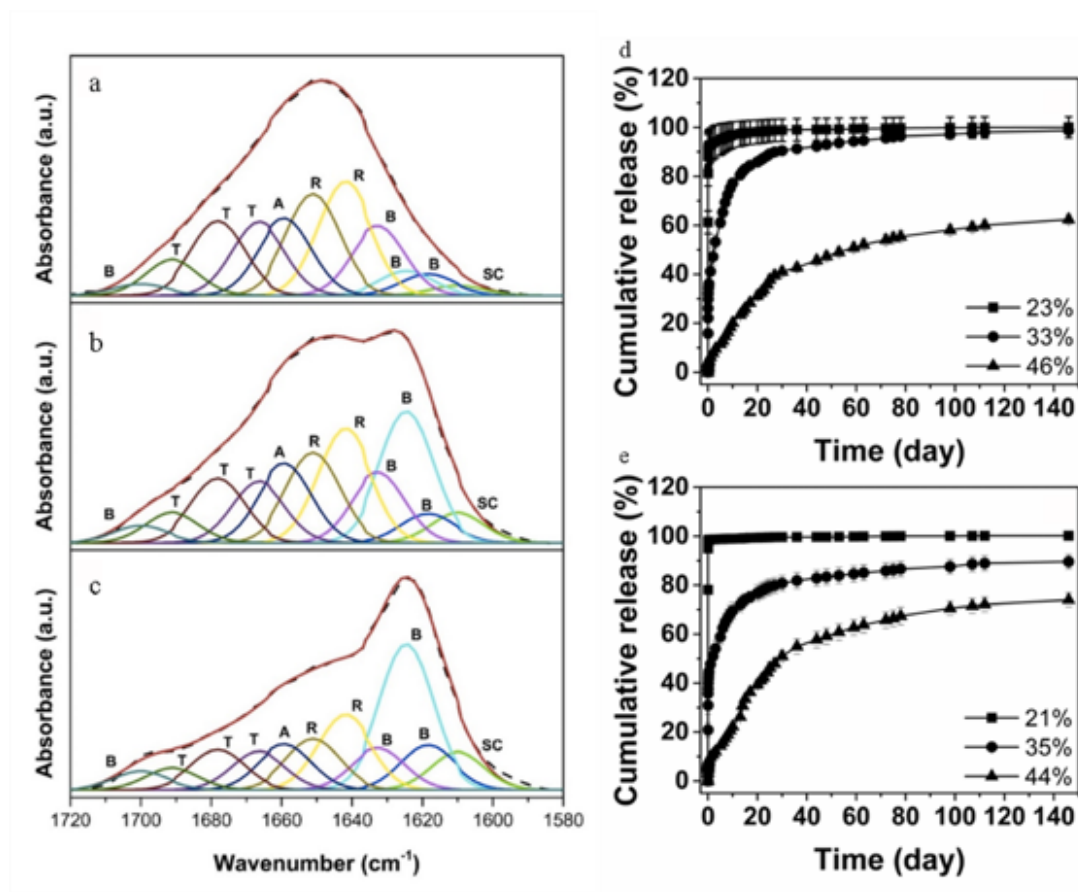 a
Absorbance (a.u.)
B T T T A R R B B B SC
b
Absorbance (a.u.)
B T T T A R R B B B SC
c
Absorbance (a.u.)
B T T T A R R B B B SC
1720 1700 1680 1660 1640 1620 1600 1580
Wavenumber (cm⁻¹)
d
Cumulative release (%)
120
100
80
60
40
20
0
23%
33%
46%
0 20 40 60 80 100 120 140
Time (day)
e
Cumulative release (%)
120
100
80
60
40
20
0
21%
35%
44%
0 20 40 60 80 100 120 140
Time (day)